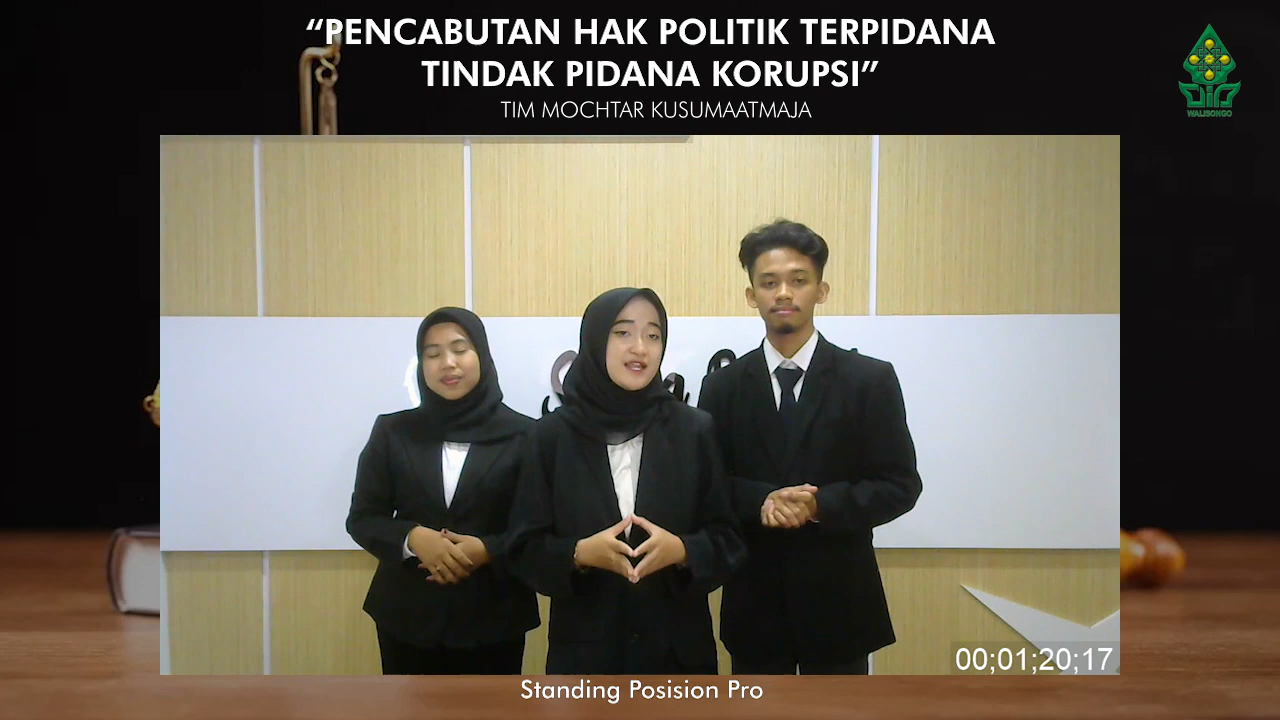 “PENCABUTAN HAK POLITIK TERPIDANA
TINDAK PIDANA KORUPSI”
TIM MOCHTAR KUSUMAATMAJA
WALISONGO
00;01;20;17
Standing Posision Pro